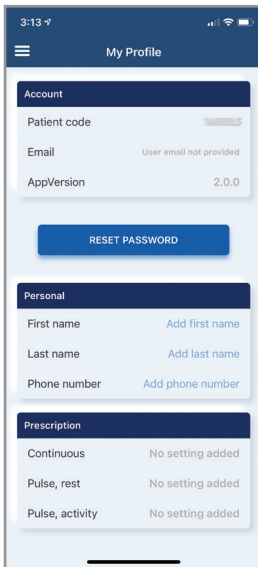 3:13
My Profile
Account
Patient code
Email User email not provided
AppVersion 2.0.0
RESET PASSWORD
Personal
First name Add first name
Last name Add last name
Phone number Add phone number
Prescription
Continuous No setting added
Pulse, rest No setting added
Pulse, activity No setting added